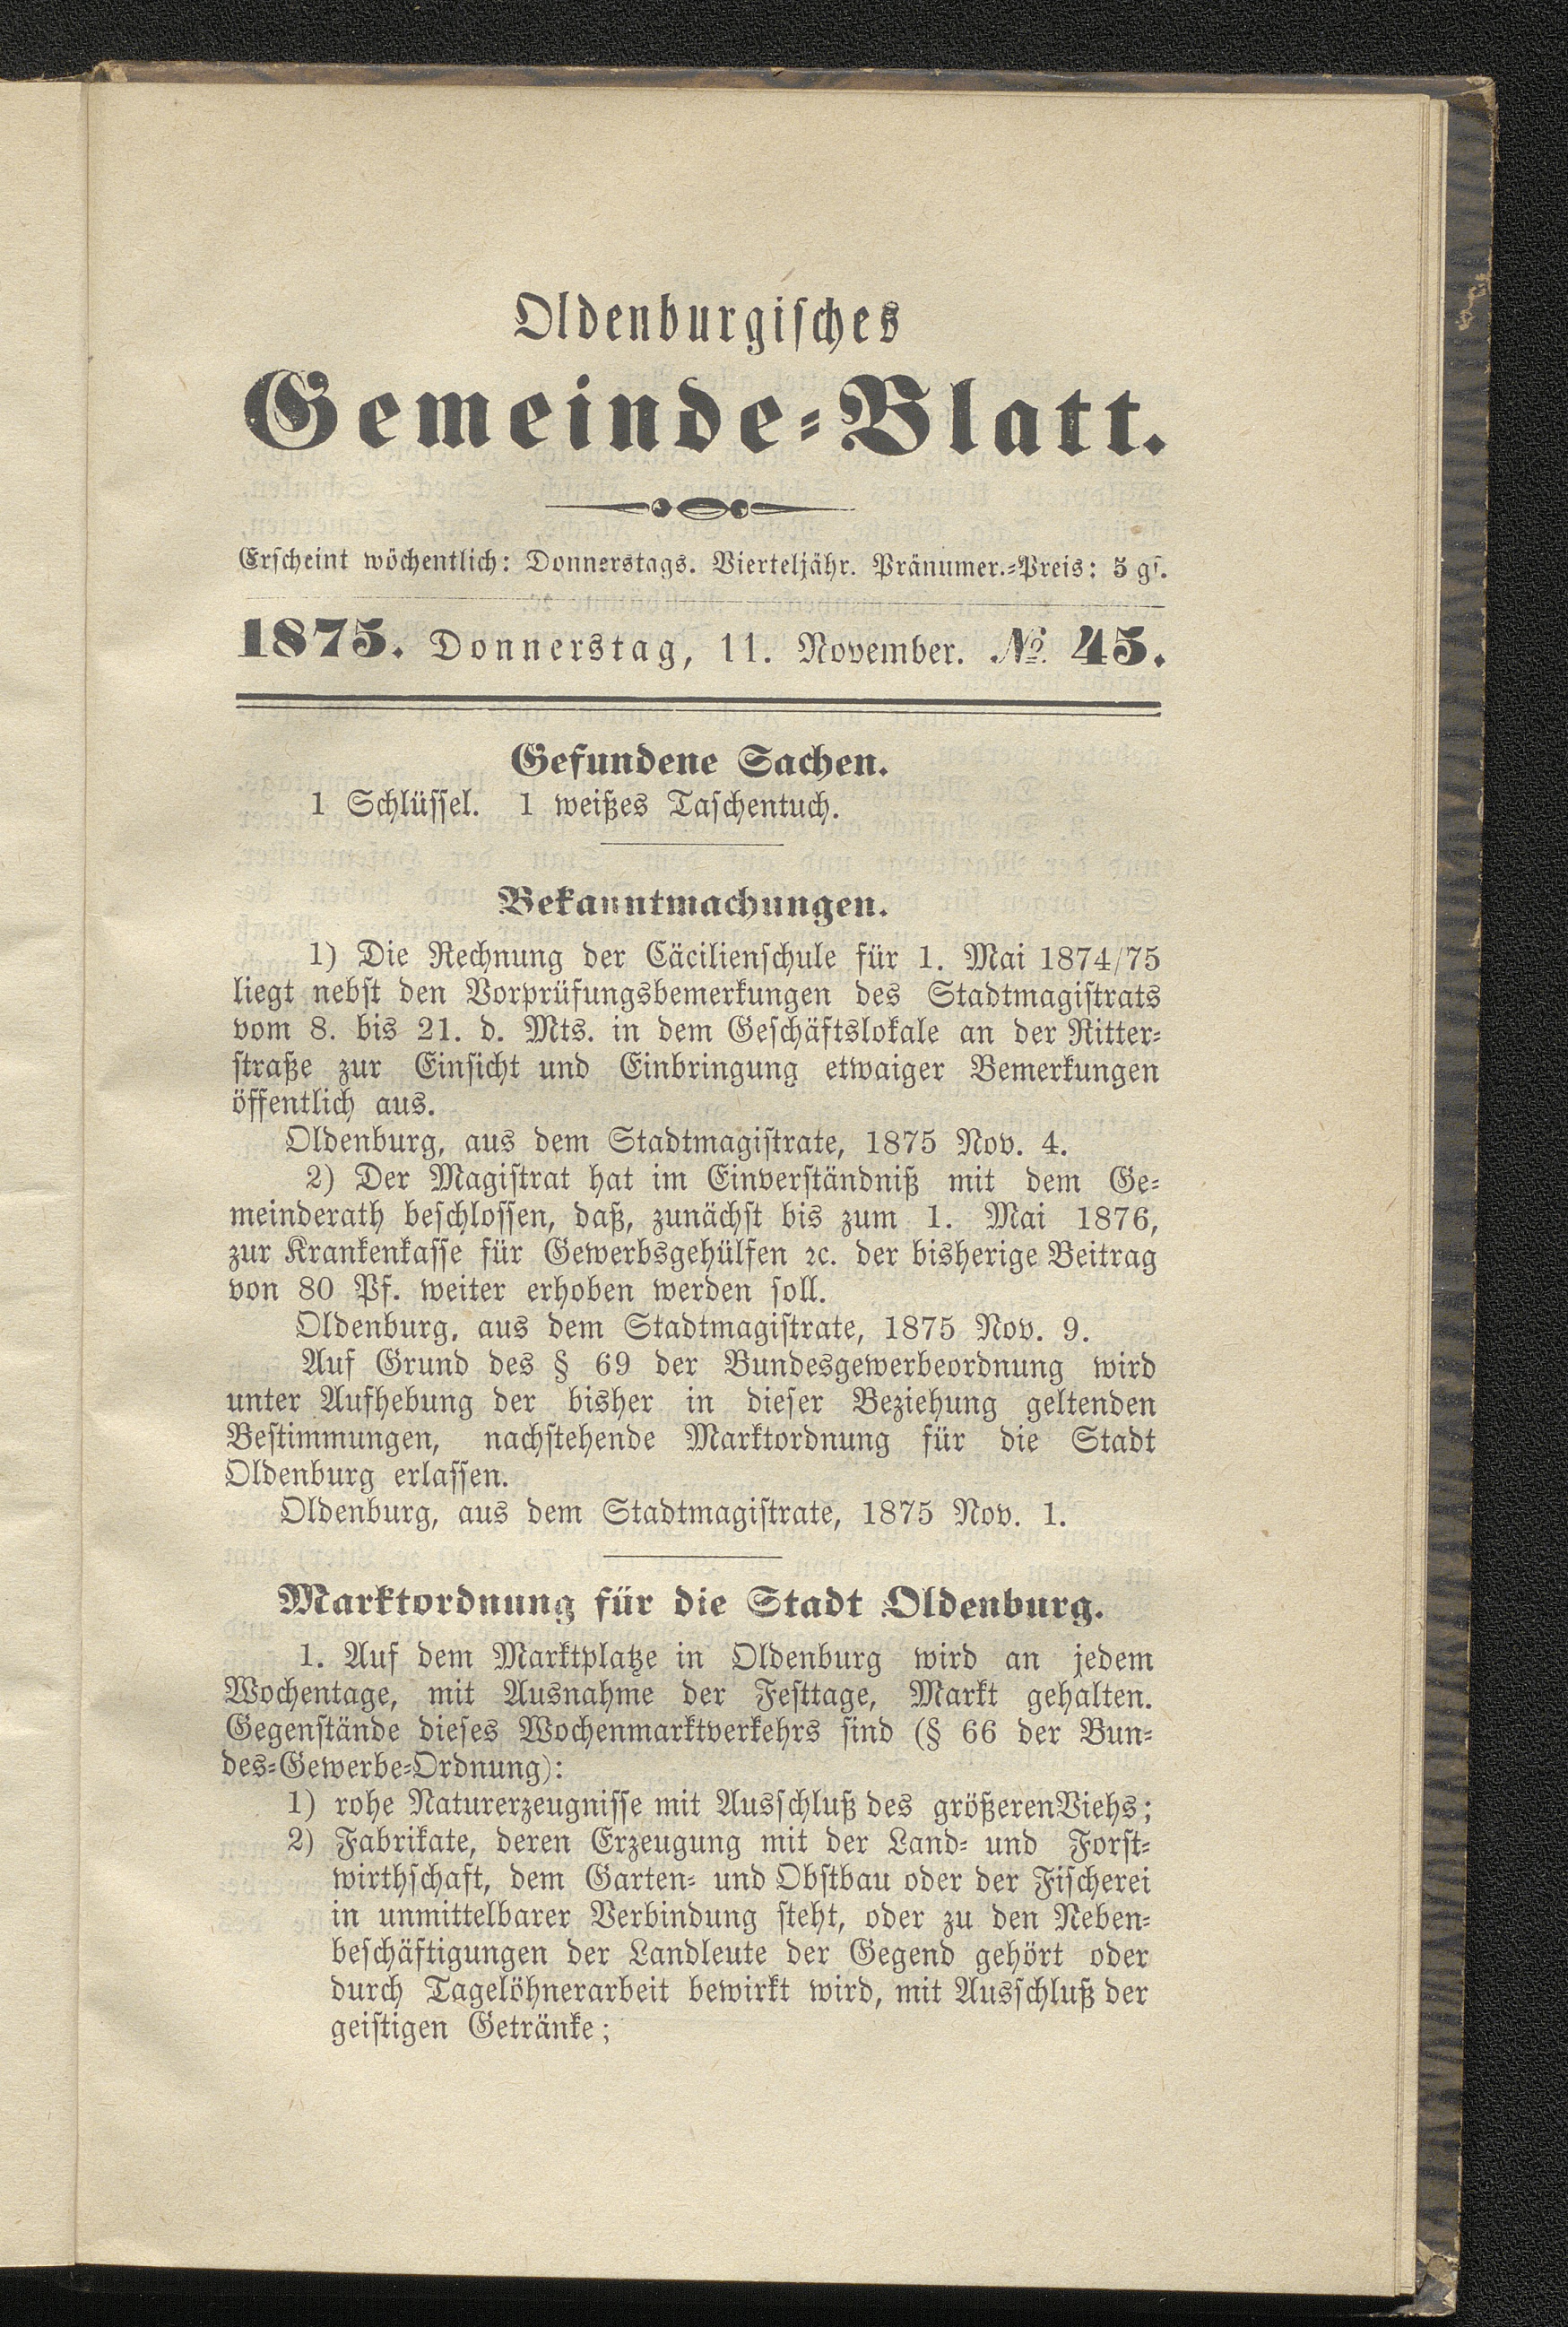 Oldenburgisches
Gemeinde-Blatt.
Erscheint wöchentlich: Donnerstags. Vierteljähr. Pränumer.-Preis: 5 gs.
1875. Donnerstag, 11. November. № 45.
Gefundene Sachen.
1 Schlüssel. 1 weißes Taschentuch.
Bekanntmachungen.
1) Die Rechnung der Cäcilienschule für 1. Mai 1874/75
liegt nebst den Vorprüfungsbemerkungen des Stadtmagistrats
vom 8. bis 21. d. Mts. in dem Geschäftslokale an der Ritter-
straße zur Einsicht und Einbringung etwaiger Bemerkungen
öffentlich aus.
Oldenburg, aus dem Stadtmagistrate, 1875 Nov. 4.
2) Der Magistrat hat im Einverständniß mit dem Ge-
meinderath beschlossen, daß, zunächst bis zum 1. Mai 1876,
zur Krankenkasse für Gewerbsgehülfen ꝛc. der bisherige Beitrag
von 80 Pf. weiter erhoben werden soll.
Oldenburg, aus dem Stadtmagistrate, 1875 Nov. 9.
Auf Grund des § 69 der Bundesgewerbeordnung wird
unter Aufhebung der bisher in dieser Beziehung geltenden
Bestimmungen, nachstehende Marktordnung für die Stadt
Oldenburg erlassen.
Oldenburg, aus dem Stadtmagistrate, 1875 Nov. 1.
Marktordnung für die Stadt Oldenburg.
1. Auf dem Marktplatze in Oldenburg wird an jedem
Wochentage, mit Ausnahme der Festtage, Markt gehalten.
Gegenstände dieses Wochenmarktverkehrs sind (§ 66 der Bun-
des-Gewerbe-Ordnung):
1) rohe Naturerzeugnisse mit Ausschluß des größeren Viehs;
2) Fabrikate, deren Erzeugung mit der Land- und Forst-
wirthschaft, dem Garten- und Obstbau oder der Fischerei
in unmittelbarer Verbindung steht, oder zu den Neben-
beschäftigungen der Landleute der Gegend gehört oder
durch Tagelöhnerarbeit bewirkt wird, mit Ausschluß der
geistigen Getränke;